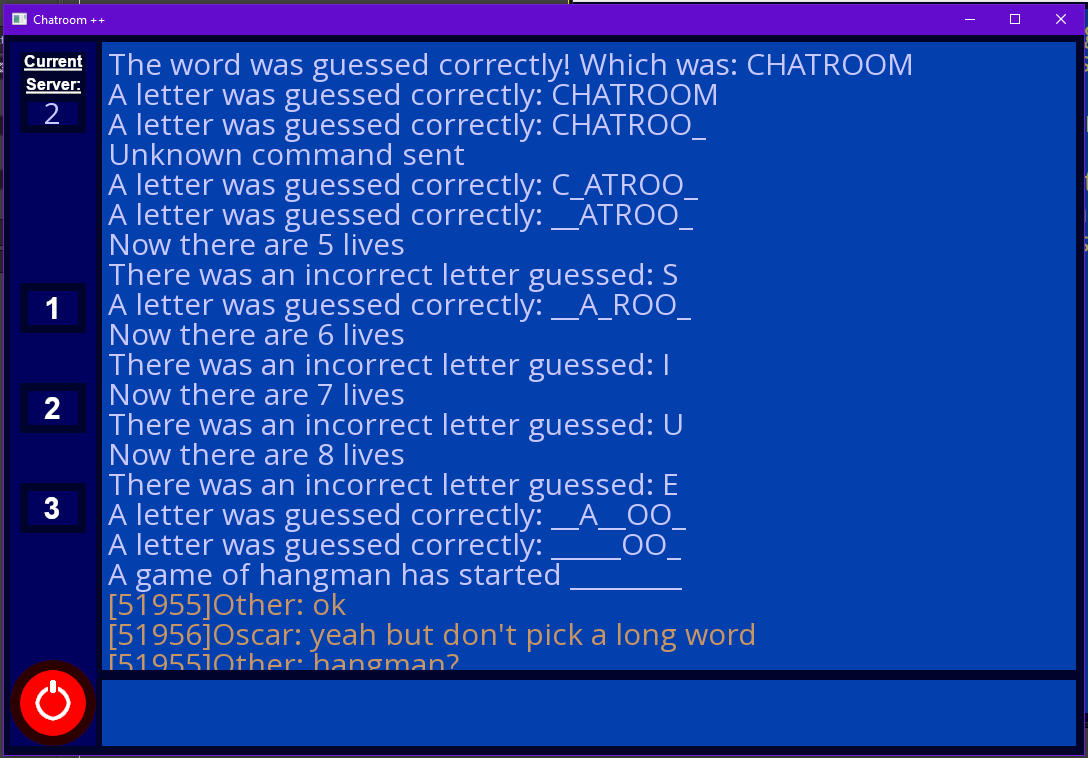 Chatroom ++
Current
Server:
2
1
2
3
The word was guessed correctly! Which was: CHATROOM
A letter was guessed correctly: CHATROOM
A letter was guessed correctly: CHATROO_
Unknown command sent
A letter was guessed correctly: C_ATROO_
A letter was guessed correctly: __ATROO_
Now there are 5 lives
There was an incorrect letter guessed: S
A letter was guessed correctly: __A_ROO_
Now there are 6 lives
There was an incorrect letter guessed: I
Now there are 7 lives
There was an incorrect letter guessed: U
Now there are 8 lives
There was an incorrect letter guessed: E
A letter was guessed correctly: __A__OO_
A letter was guessed correctly: _____OO_
A game of hangman has started ________
[51955]Other: ok
[51956]Oscar: yeah but don't pick a long word
[51955]Other: hangman?